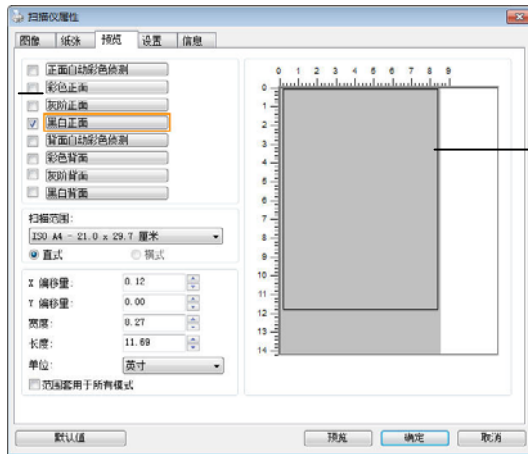 扫描仪属性
图像 纸张 预览 设置 信息
正面自动彩色侦测
彩色正面
灰阶正面
黑白正面
背面自动彩色侦测
彩色背面
灰阶背面
黑白背面
扫描范围:
ISO A4 - 21.0 x 29.7 厘米
直式 横式
X 偏移量: 0.12
Y 偏移量: 0.00
宽度: 8.27
长度: 11.69
单位: 英寸
范围套用于所有模式
0 1 2 3 4 5 6 7 8 9
0
1
2
3
4
5
6
7
8
9
10
11
12
13
14
默认值 预览 确定 取消